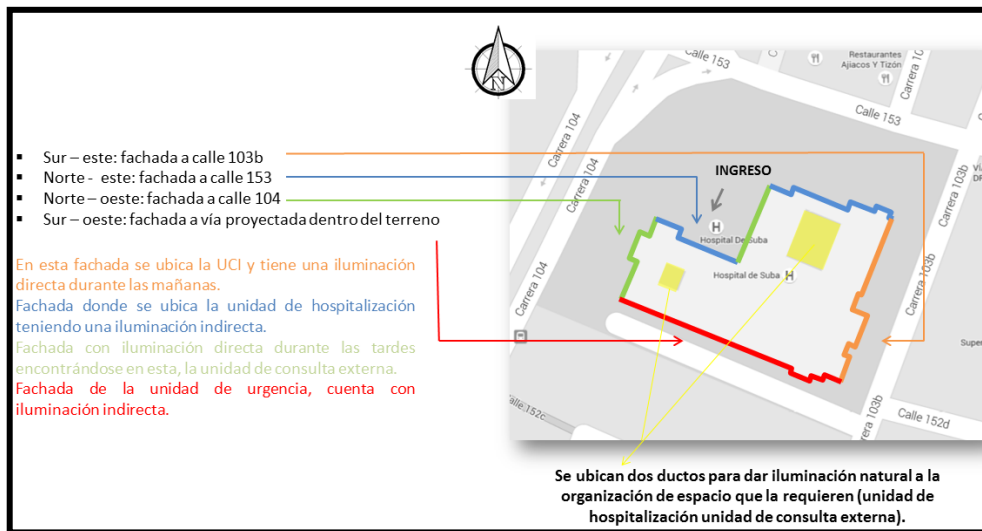 N
Restaurantes
Ajiacos Y Tizón
Carrera 104
Calle 153
Carrera 10
Calle 153
Carrera 104
▪ Sur – este: fachada a calle 103b
▪ Norte - este: fachada a calle 153
▪ Norte – oeste: fachada a calle 104
▪ Sur – oeste: fachada a vía proyectada dentro del terreno
INGRESO
H
Hospital De Suba
Hospital de Suba H
Carrera 103b
En esta fachada se ubica la UCI y tiene una iluminación
directa durante las mañanas.
Fachada donde se ubica la unidad de hospitalización
teniendo una iluminación indirecta.
Fachada con iluminación directa durante las tardes
encontrándose en esta, la unidad de consulta externa.
Fachada de la unidad de urgencia, cuenta con
iluminación indirecta.
Carrera 104
Super
Calle 152c
Carrera 103b
Calle 152d
Se ubican dos ductos para dar iluminación natural a la
organización de espacio que la requieren (unidad de
hospitalización unidad de consulta externa).